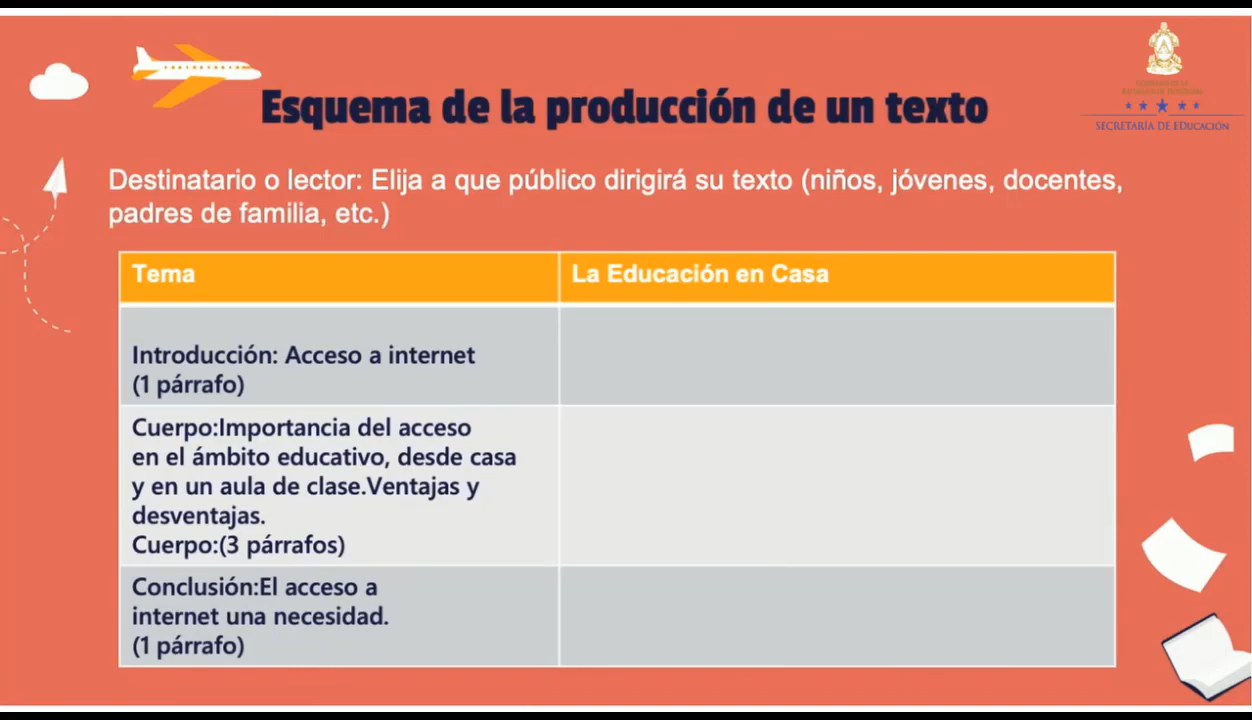 Esquema de la producción de un texto
SECRETARÍA DE EDUCACIÓN
Destinatario o lector: Elija a que público dirigirá su texto (niños, jóvenes, docentes,
padres de familia, etc.)
Tema
La Educación en Casa
Introducción: Acceso a internet
(1 párrafo)
Cuerpo:Importancia del acceso
en el ámbito educativo, desde casa
y en un aula de clase.Ventajas y
desventajas.
Cuerpo:(3 párrafos)
Conclusión:El acceso a
internet una necesidad.
(1 párrafo)